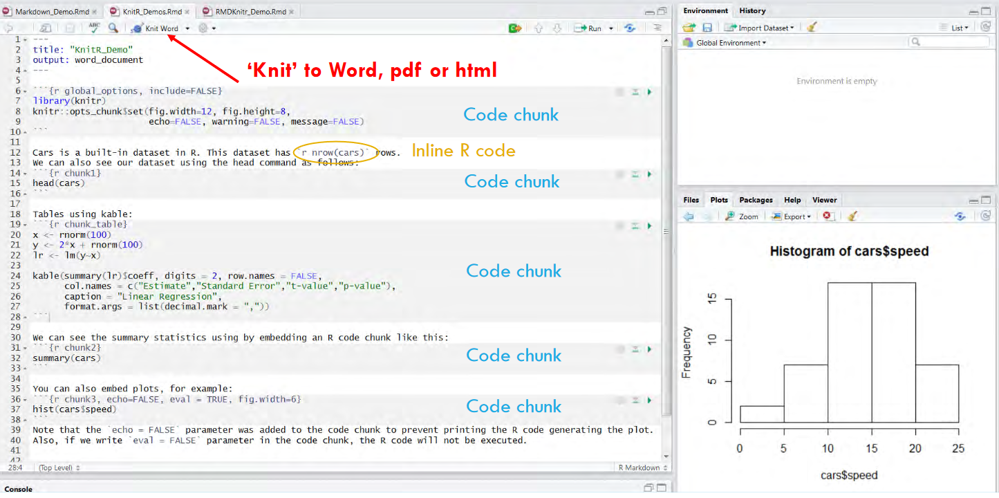 Markdown_Demo.Rmd × KnitR_Demos.Rmd × RMDKnitr_Demo.Rmd ×
ABC Knit Word Run
1 ---
2 title: "KnitR_Demo"
3 output: word_document
4 ---
5
‘Knit’ to Word, pdf or html
6 ```{r global_options, include=FALSE}
7 library(knitr)
8 knitr::opts_chunk$set(fig.width=12, fig.height=8,
9 echo=FALSE, warning=FALSE, message=FALSE)
10 ```
Code chunk
11
12 Cars is a built-in dataset in R. This dataset has `r nrow(cars)` rows.
Inline R code
13 We can also see our dataset using the head command as follows:
14 ```{r chunk1}
15 head(cars)
16 ```
Code chunk
17
18 Tables using kable:
19 ```{r chunk_table}
20 x <- rnorm(100)
21 y <- 2*x + rnorm(100)
22 lr <- lm(y~x)
23
24 kable(summary(lr)$coeff, digits = 2, row.names = FALSE,
25 col.names = c("Estimate","Standard Error","t-value","p-value"),
26 caption = "Linear Regression",
27 format.args = list(decimal.mark = ","))
28 ```
Code chunk
29
30 We can see the summary statistics using by embedding an R code chunk like this:
31 ```{r chunk2}
32 summary(cars)
33 ```
Code chunk
34
35 You can also embed plots, for example:
36 ```{r chunk3, echo=FALSE, eval = TRUE, fig.width=6}
37 hist(cars$speed)
38 ```
Code chunk
39 Note that the `echo = FALSE` parameter was added to the code chunk to prevent printing the R code generating the plot.
40 Also, if we write `eval = FALSE` parameter in the code chunk, the R code will not be executed.
41
42
28:4 (Top Level) R Markdown
Console
Environment History
Import Dataset List
Global Environment
Environment is empty
Files Plots Packages Help Viewer
Zoom Export
Histogram of cars$speed
Frequency
15
10
5
0
0 5 10 15 20 25
cars$speed